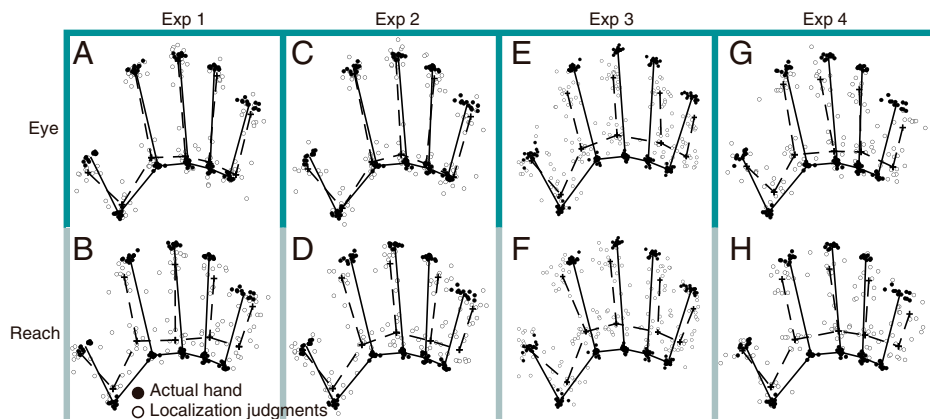 Exp 1 Exp 2 Exp 3 Exp 4
A C E G
Eye
B D F H
Reach
Actual hand
Localization judgments